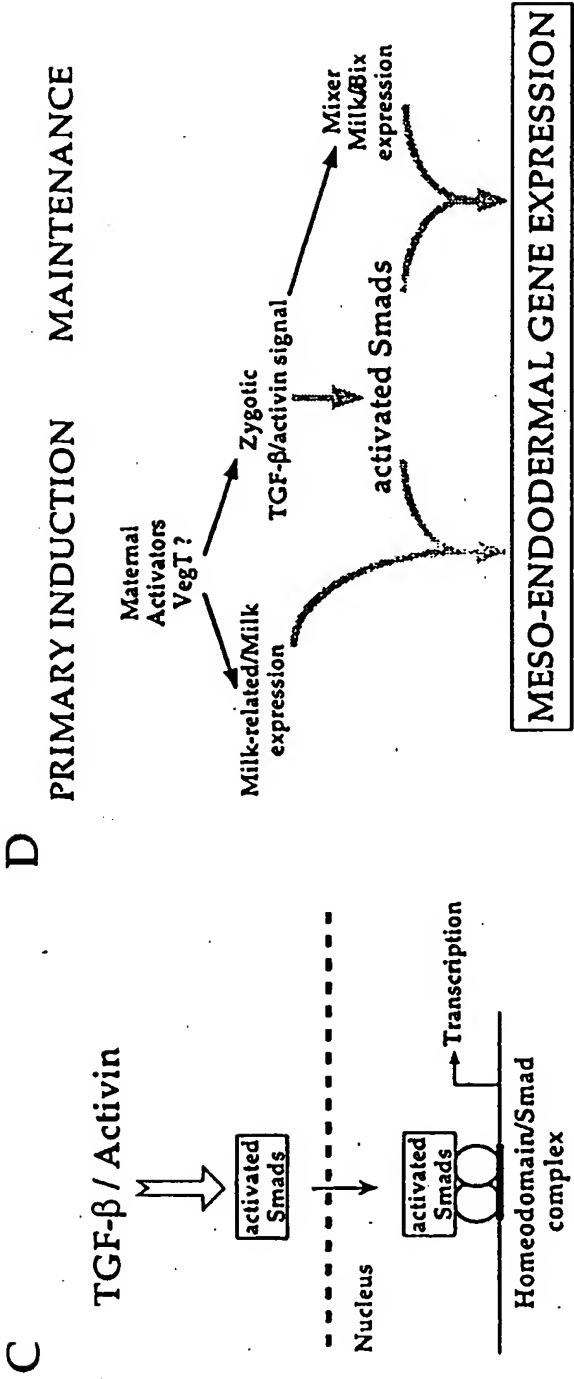 C
TGF-β / Activin
activated
Smads
Nucleus
activated
Smads
Transcription
Homeodomain/Smad
complex
D
PRIMARY INDUCTION
MAINTENANCE
Maternal
Activators
VegT?
Milk-related/Milk
expression
Zygotic
TGF-β/activin signal
Mixer
Milk/Bix
expression
activated Smads
MESO-ENDODERMAL GENE EXPRESSION